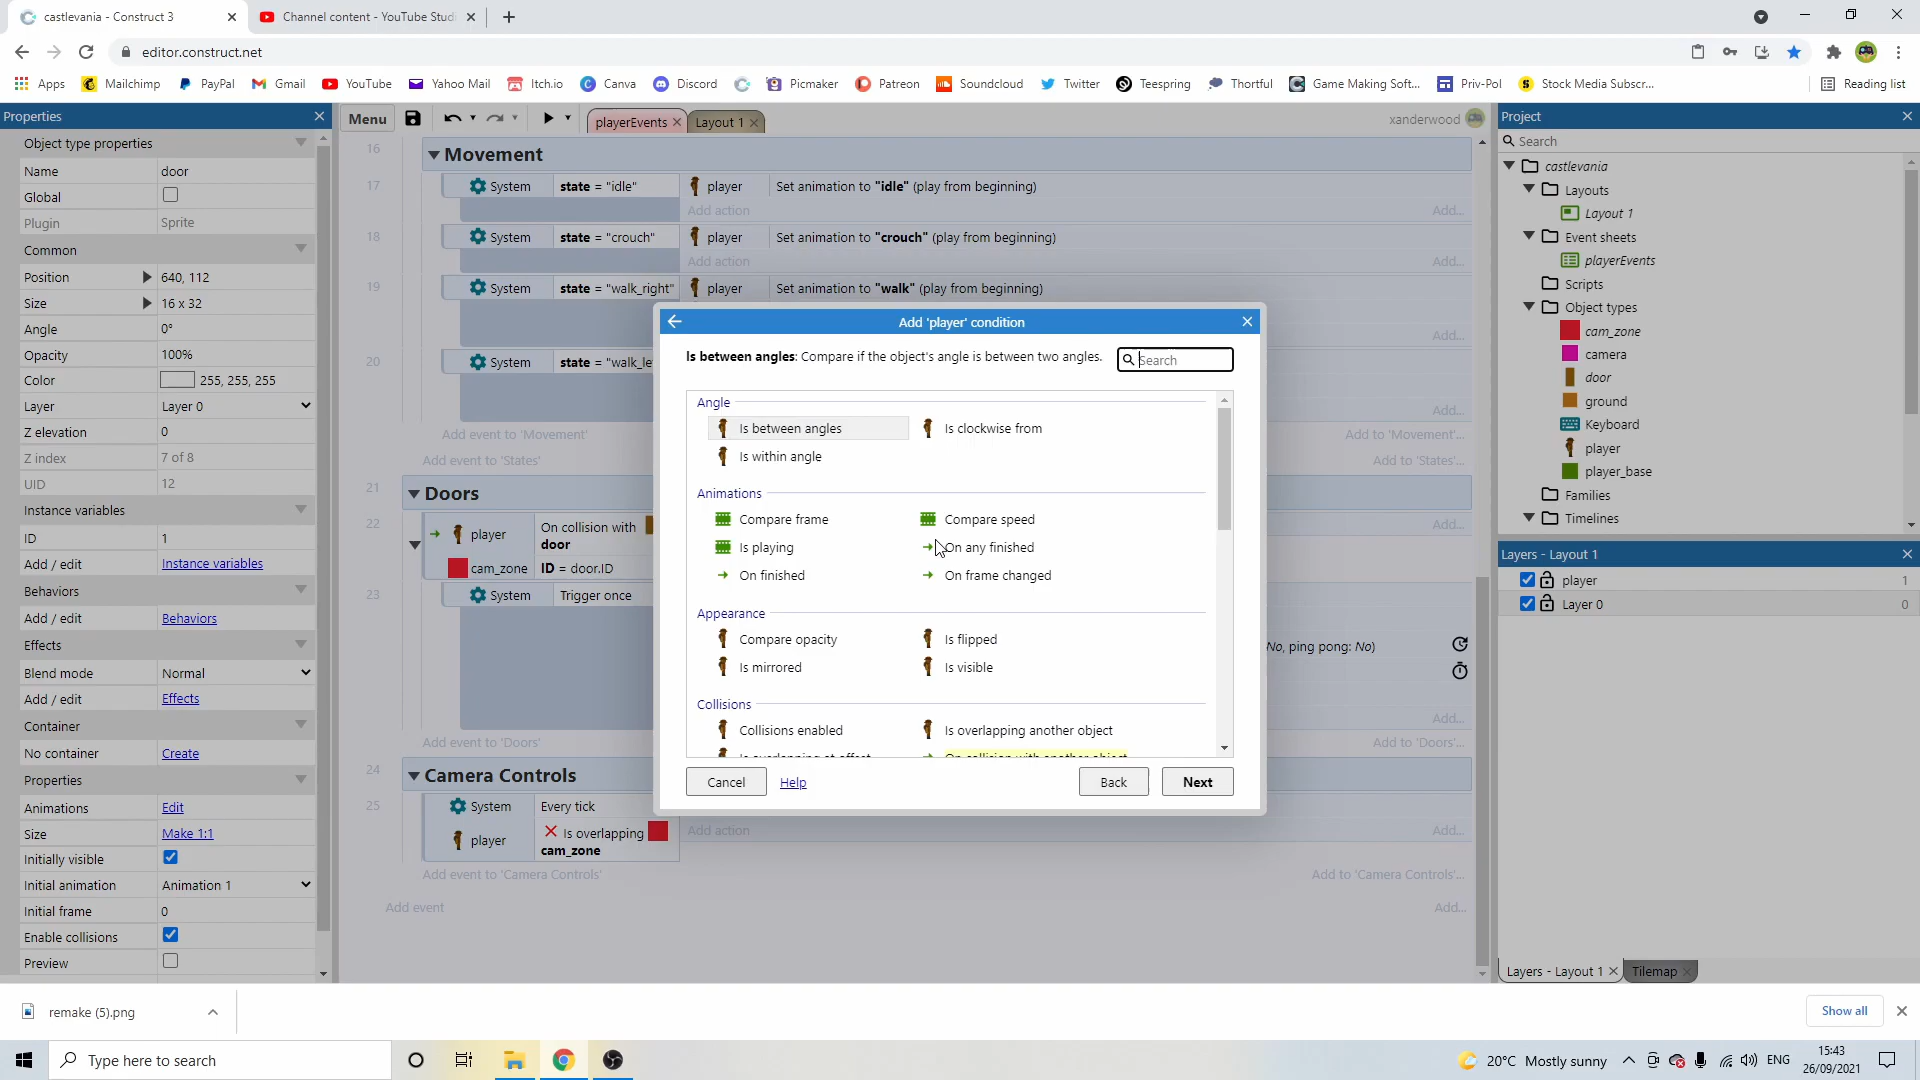 castlevania - Construct 3
Channel content - YouTube Studi
editor.construct.net
Apps Mailchimp PayPal Gmail YouTube Yahoo Mail Itch.io Canva Discord Picmaker Patreon Soundcloud Twitter Teespring Thortful Game Making Soft... Priv-Pol Stock Media Subscr... Reading list
Properties
Object type properties
Name door
Global
Plugin Sprite
Common
Position 640, 112
Size 16 x 32
Angle 0°
Opacity 100%
Color 255, 255, 255
Layer Layer 0
Z elevation 0
Z index 7 of 8
UID 12
Instance variables
ID 1
Add / edit Instance variables
Behaviors
Add / edit Behaviors
Effects
Blend mode Normal
Add / edit Effects
Container
No container Create
Properties
Animations Edit
Size Make 1:1
Initially visible
Initial animation Animation 1
Initial frame 0
Enable collisions
Preview
Menu
playerEvents
Layout 1
xanderwood
16 Movement
17 System state = "idle" player Set animation to "idle" (play from beginning)
Add action Add...
18 System state = "crouch" player Set animation to "crouch" (play from beginning)
Add action Add...
19 System state = "walk_right" player Set animation to "walk" (play from beginning)
Add...
20 System state = "walk_le
Add...
Add event to 'Movement' Add to 'Movement'...
Add event to 'States' Add to 'States'...
21 Doors
Add...
22 player On collision with door
cam_zone ID = door.ID
23 System Trigger once
No, ping pong: No)
Add...
Add event to 'Doors' Add to 'Doors'...
24 Camera Controls
25 System Every tick
Add action Add...
player Is overlapping cam_zone
Add event to 'Camera Controls' Add to 'Camera Controls'...
Add event Add...
Add 'player' condition
Is between angles: Compare if the object's angle is between two angles.
Search
Angle
Is between angles Is clockwise from
Is within angle
Animations
Compare frame Compare speed
Is playing On any finished
On finished On frame changed
Appearance
Compare opacity Is flipped
Is mirrored Is visible
Collisions
Collisions enabled Is overlapping another object
Is overlapping at offset On collision with another object
Cancel Help Back Next
Project
Search
castlevania
Layouts
Layout 1
Event sheets
playerEvents
Scripts
Object types
cam_zone
camera
door
ground
Keyboard
player
player_base
Families
Timelines
Layers - Layout 1
player 1
Layer 0 0
Layers - Layout 1
Tilemap
remake (5).png
Show all
Type here to search
20°C Mostly sunny
ENG
15:43
26/09/2021